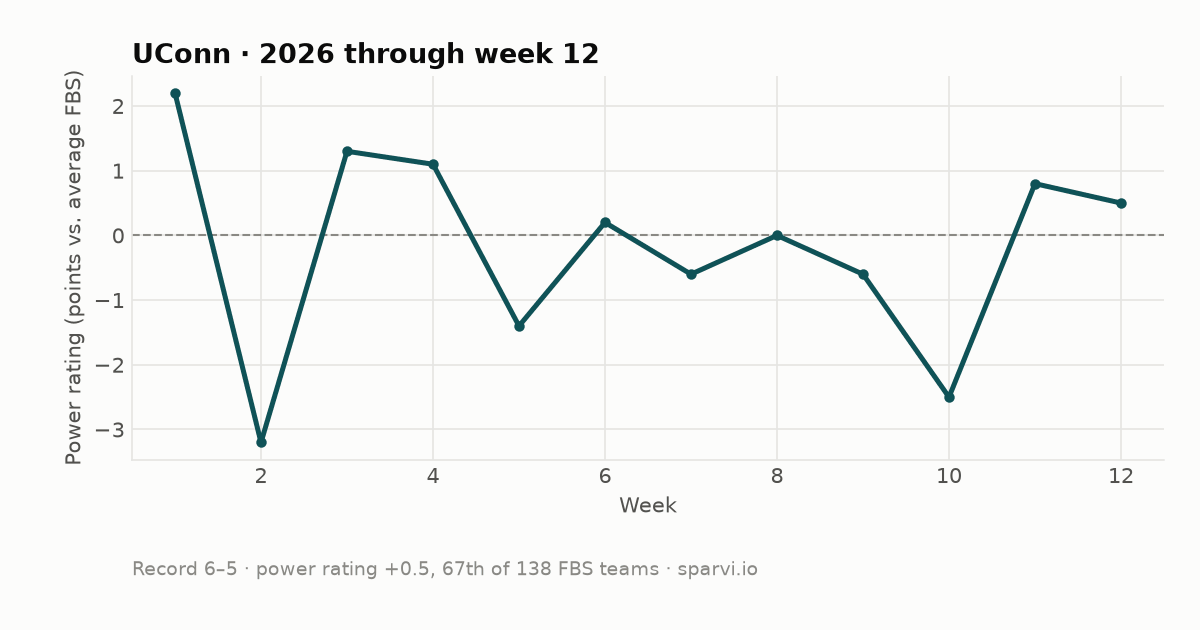 UConn · 2026 through week 12
Power rating (points vs. average FBS)
2
1
0
−1
−2
−3
2 4 6 8 10 12
Week
Record 6–5 · power rating +0.5, 67th of 138 FBS teams · sparvi.io